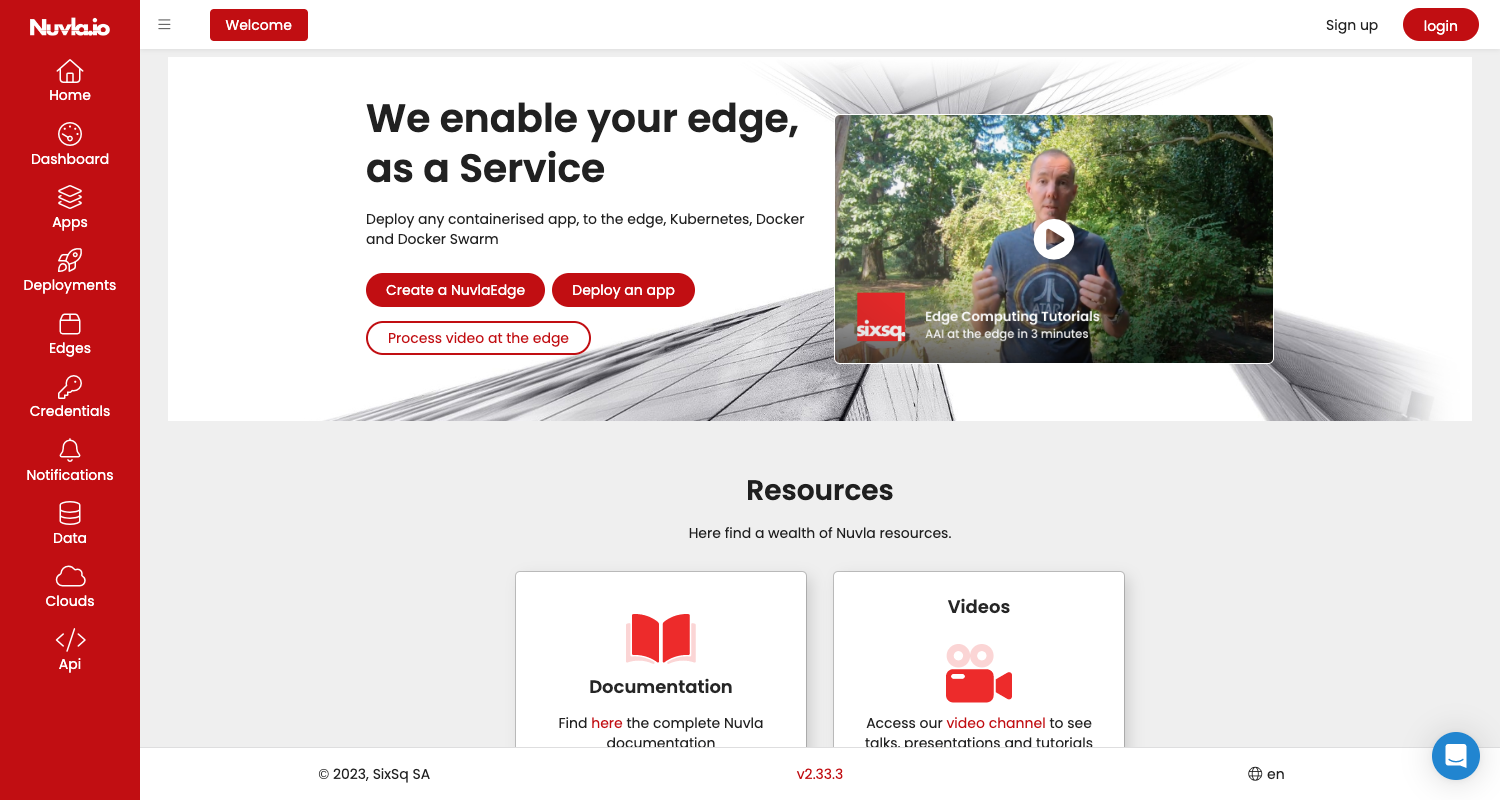 Nuvla.io
Welcome
Sign up
login
Home
Dashboard
Apps
Deployments
Edges
Credentials
Notifications
Data
Clouds
Api
We enable your edge,
as a Service
Deploy any containerised app, to the edge, Kubernetes, Docker
and Docker Swarm
Create a NuvlaEdge
Deploy an app
Process video at the edge
ATARI
sixsq.
Edge Computing Tutorials
AAI at the edge in 3 minutes
Resources
Here find a wealth of Nuvla resources.
Documentation
Find here the complete Nuvla
documentation
Videos
Access our video channel to see
talks, presentations and tutorials
© 2023, SixSq SA
v2.33.3
en